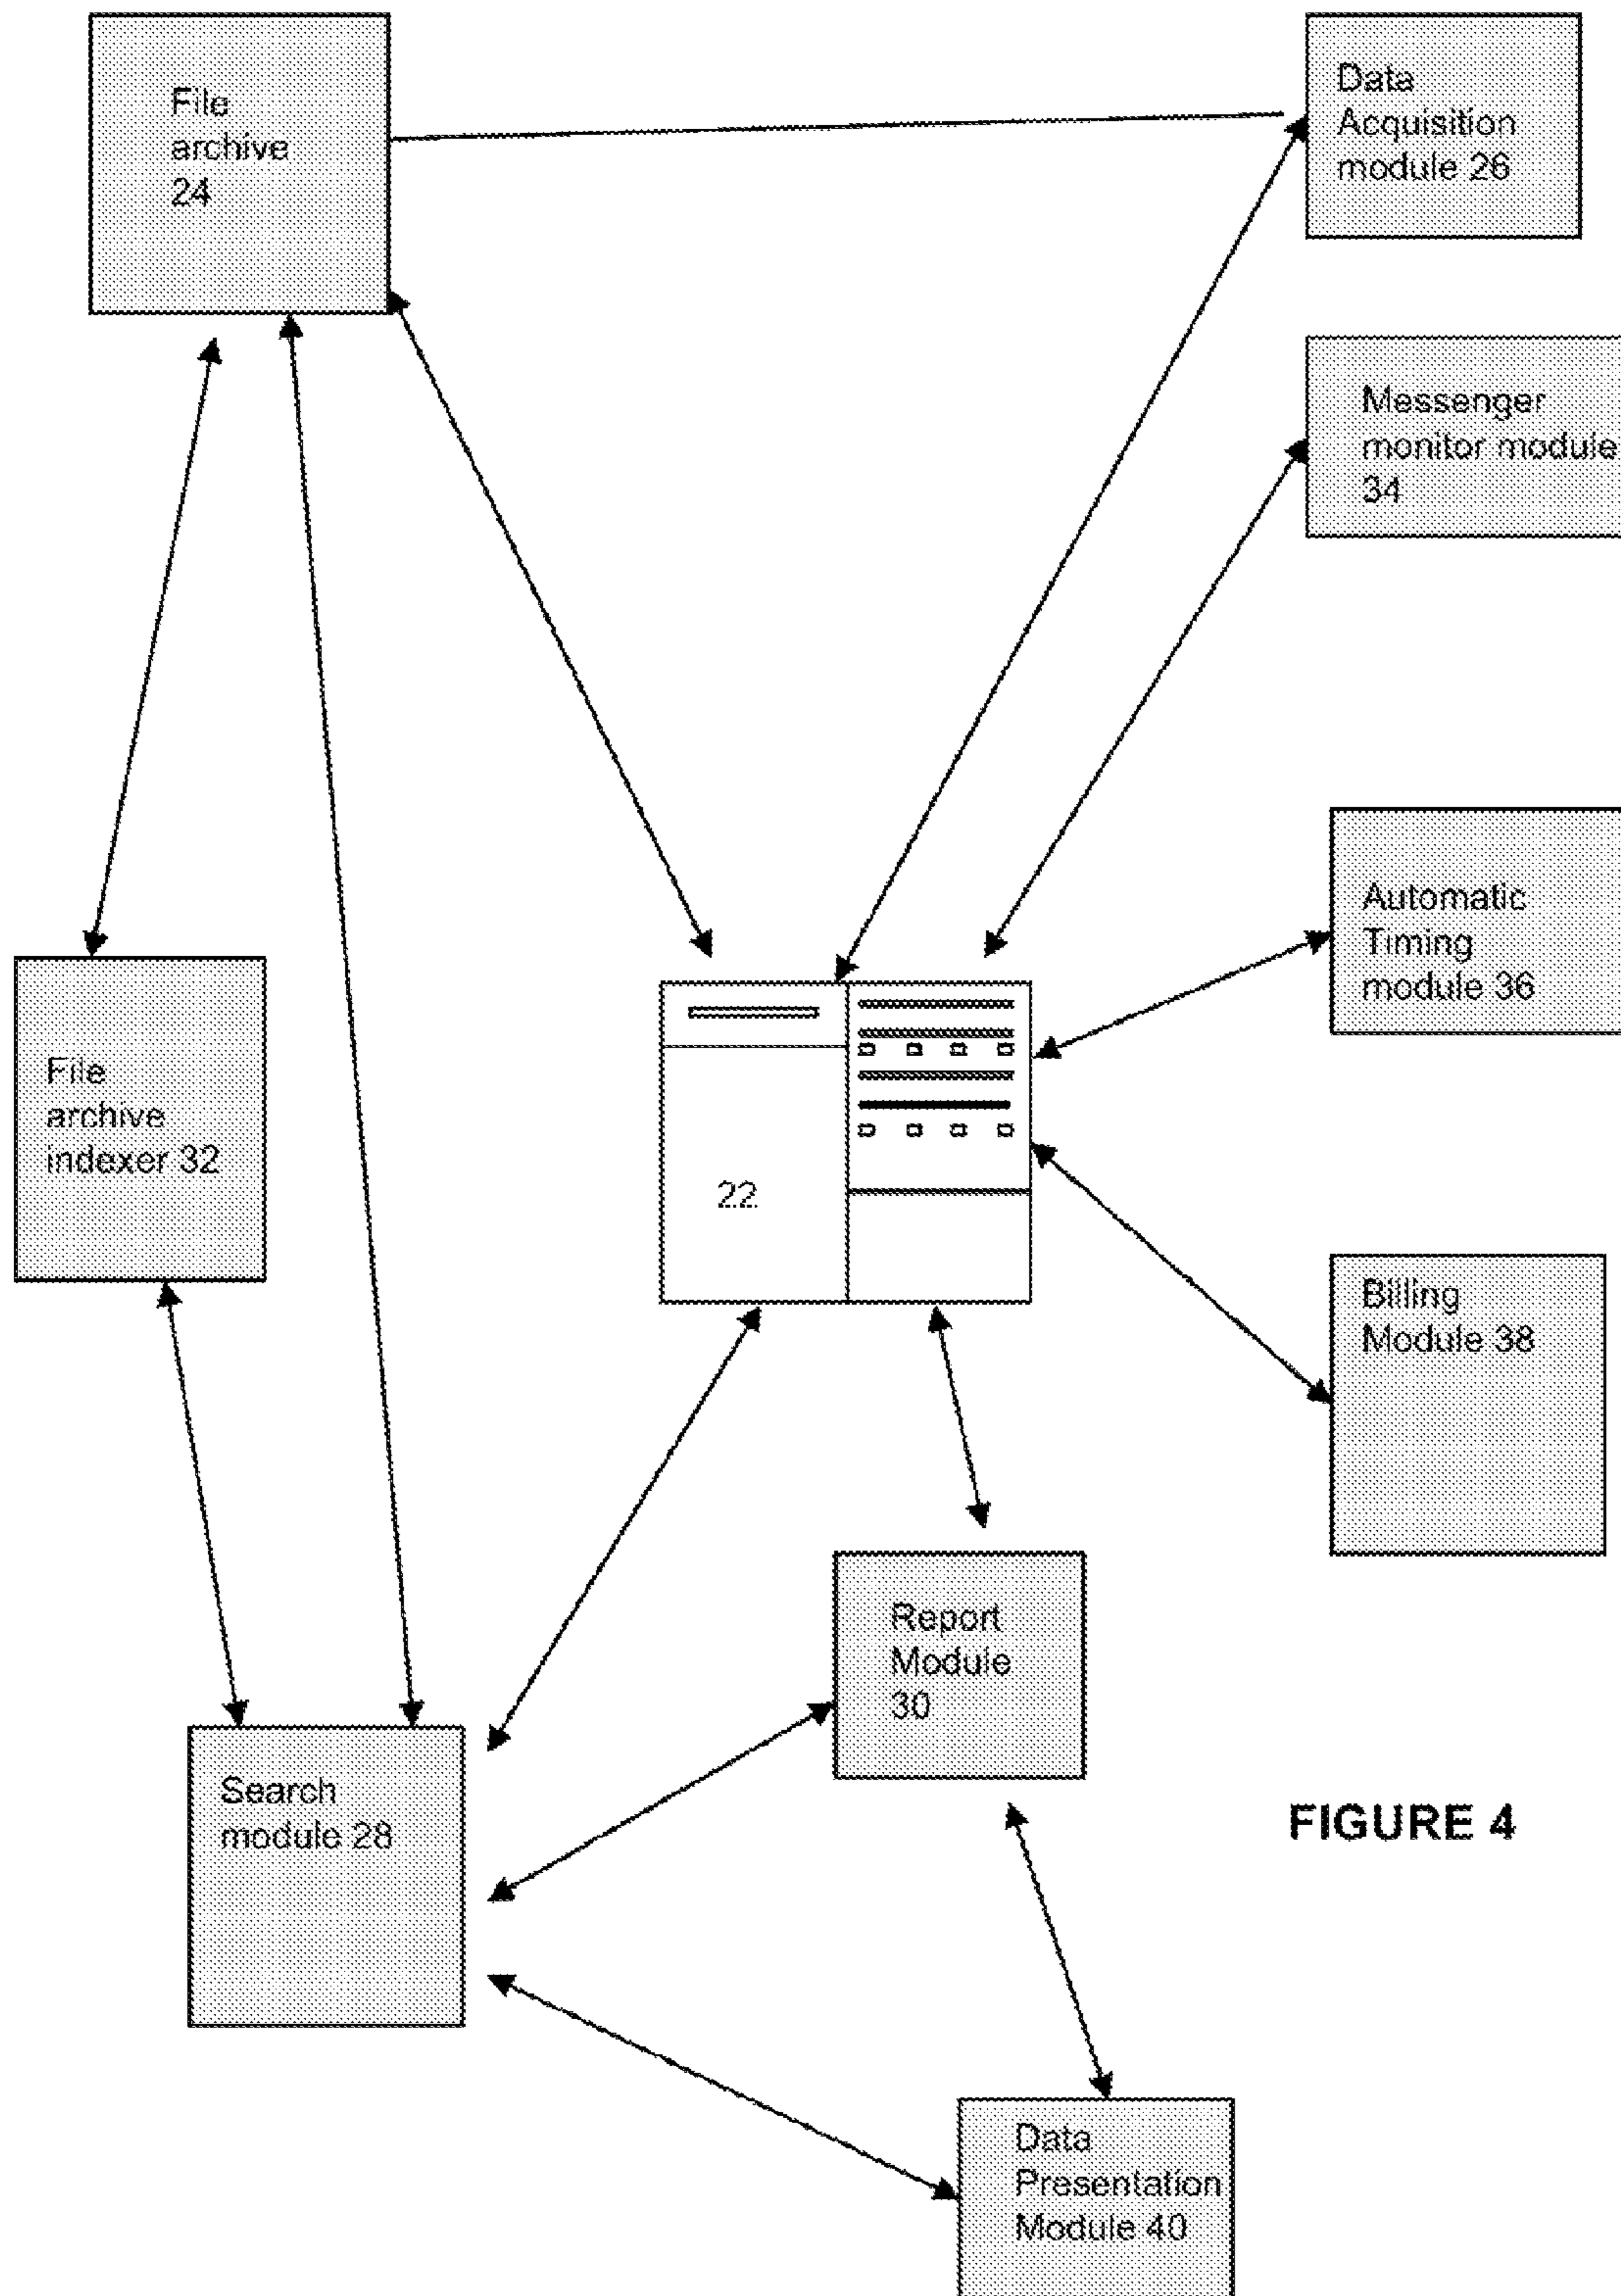 File
archive
24
Data
Acquisition
module 26
Messenger
monitor module
34
Automatic
Timing
module 36
File
archive
indexer 32
22
Billing
Module 38
Report
Module
30
Search
module 28
FIGURE 4
Data
Presentation
Module 40